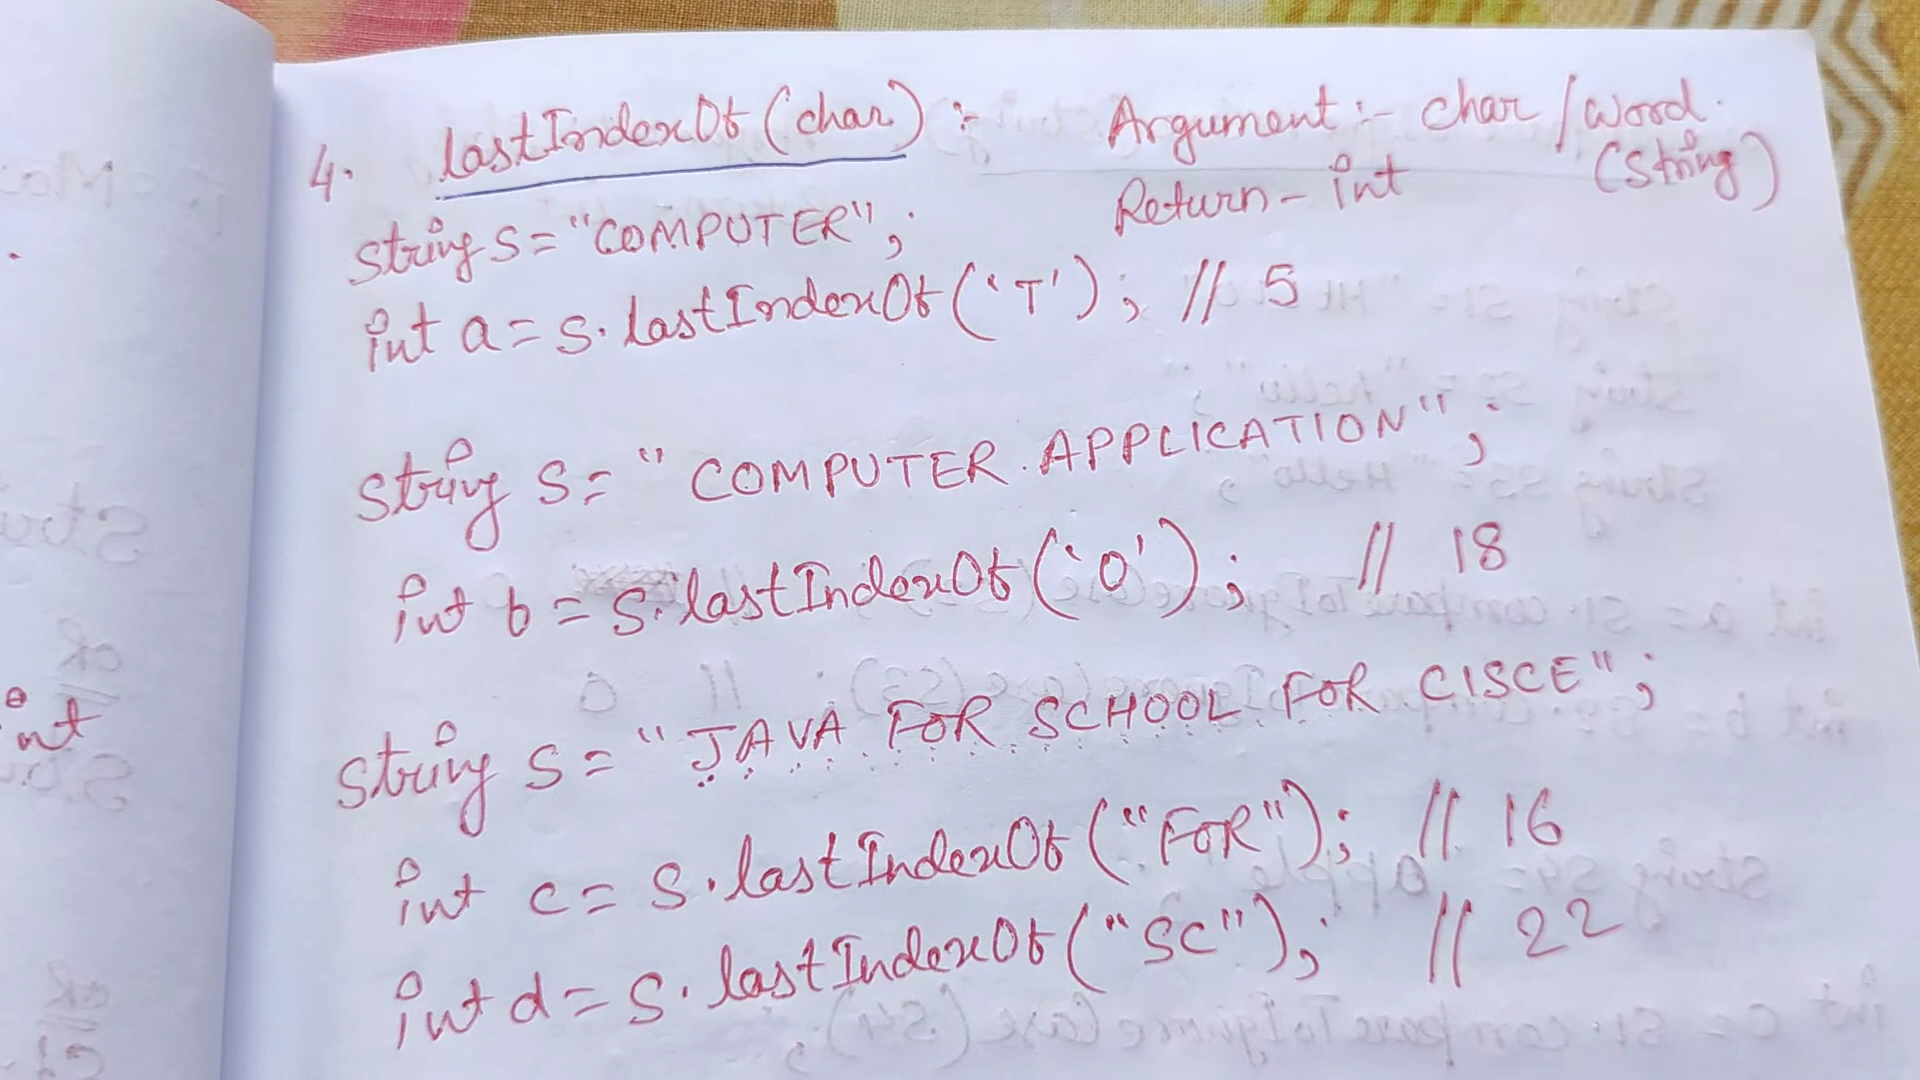 4. lastIndexOf(char) :- Argument :- char / word (String)
Return - int
String s = "COMPUTER";
int a = s.lastIndexOf('T'); // 5
String s = "COMPUTER APPLICATION";
int b = s.lastIndexOf('O'); // 18
String s = "JAVA FOR SCHOOL FOR CISCE";
int c = s.lastIndexOf("FOR"); // 16
int d = s.lastIndexOf("SC"); // 22
int